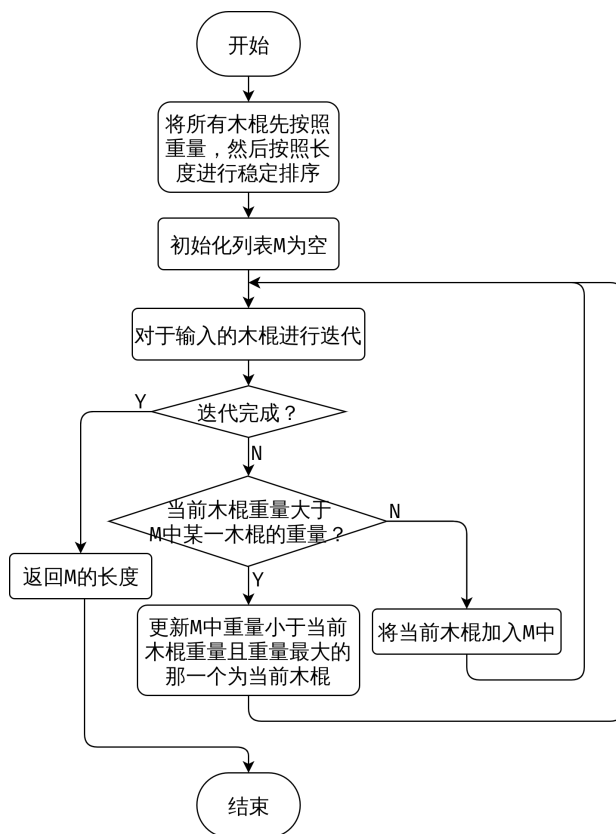 开始
将所有木棍先按照
重量，然后按照长
度进行稳定排序
初始化列表M为空
对于输入的木棍进行迭代
Y
迭代完成？
N
当前木棍重量大于
M中某一木棍的重量？
N
返回M的长度
Y
更新M中重量小于当前
木棍重量且重量最大的
那一个为当前木棍
将当前木棍加入M中
结束